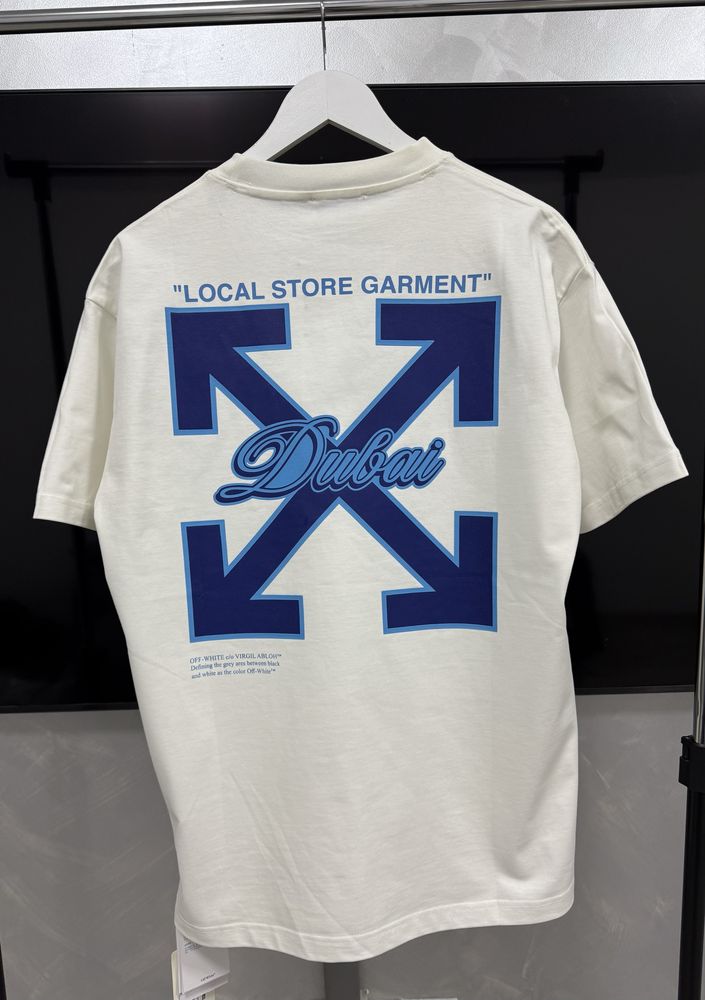 "LOCAL STORE GARMENT"
Dubai
OFF-WHITE c/o VIRGIL ABLOH™
Defining the grey area between black
and white as the color Off-White™